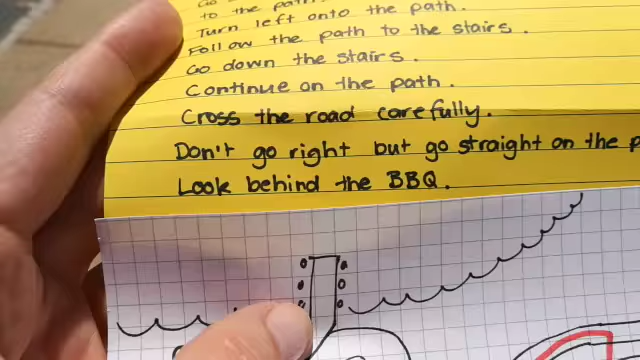 Go
to the path.
Turn left onto the path.
Follow the path to the stairs.
Go down the stairs.
Continue on the path.
Cross the road carefully.
Don't go right but go straight on the p
Look behind the BBQ.